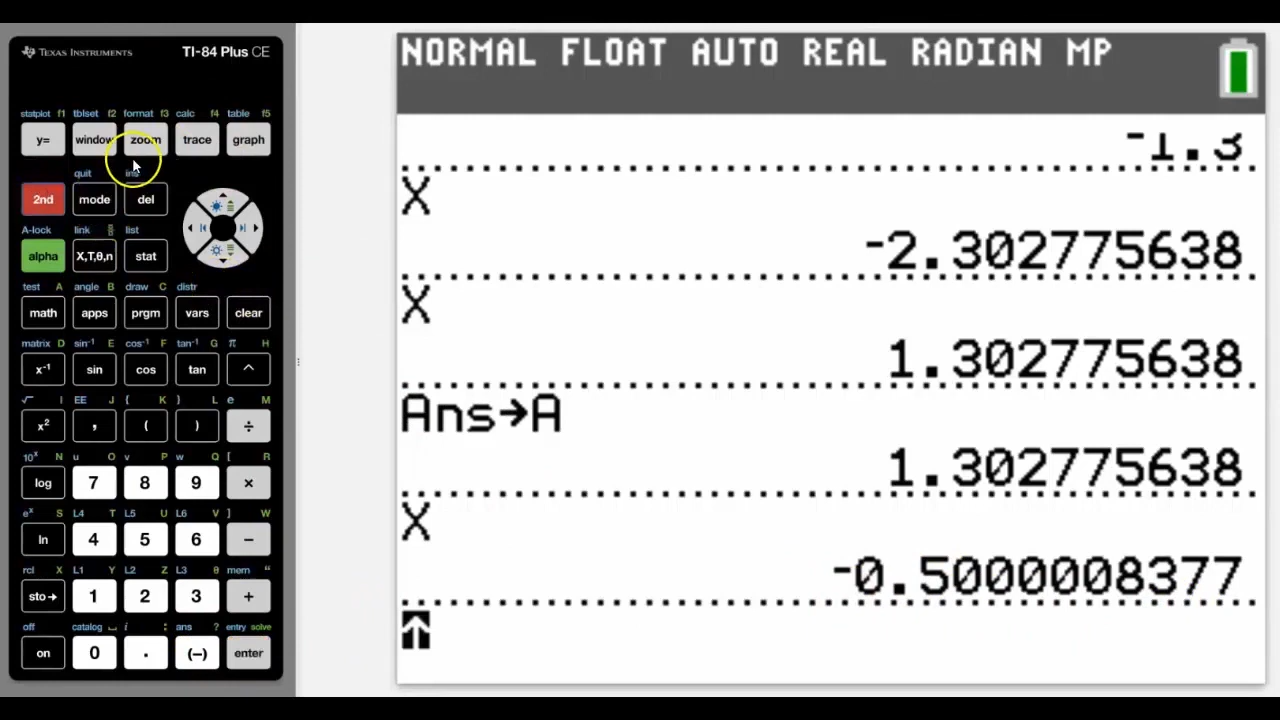 TEXAS INSTRUMENTS TI-84 Plus CE
statplot f1 tblset f2 format f3 calc f4 table f5
y= window zoom trace graph
quit ins
2nd mode del
A-lock link list
alpha X,T,θ,n stat
test A angle B draw C distr
math apps prgm vars clear
matrix D sin⁻¹ E cos⁻¹ F tan⁻¹ G π H
x⁻¹ sin cos tan ^
√ I EE J { K } L e M
x² , ( ) ÷
10ˣ N u O v P w Q [ R
log 7 8 9 ×
eˣ S L4 T L5 U L6 V ] W
ln 4 5 6 −
rcl X L1 Y L2 Z L3 θ mem "
sto→ 1 2 3 +
off catalog ⎵ i : ans ? entry solve
on 0 . (−) enter
NORMAL FLOAT AUTO REAL RADIAN MP
-1.3
X
-2.302775638
X
1.302775638
Ans→A
1.302775638
X
-0.5000008377